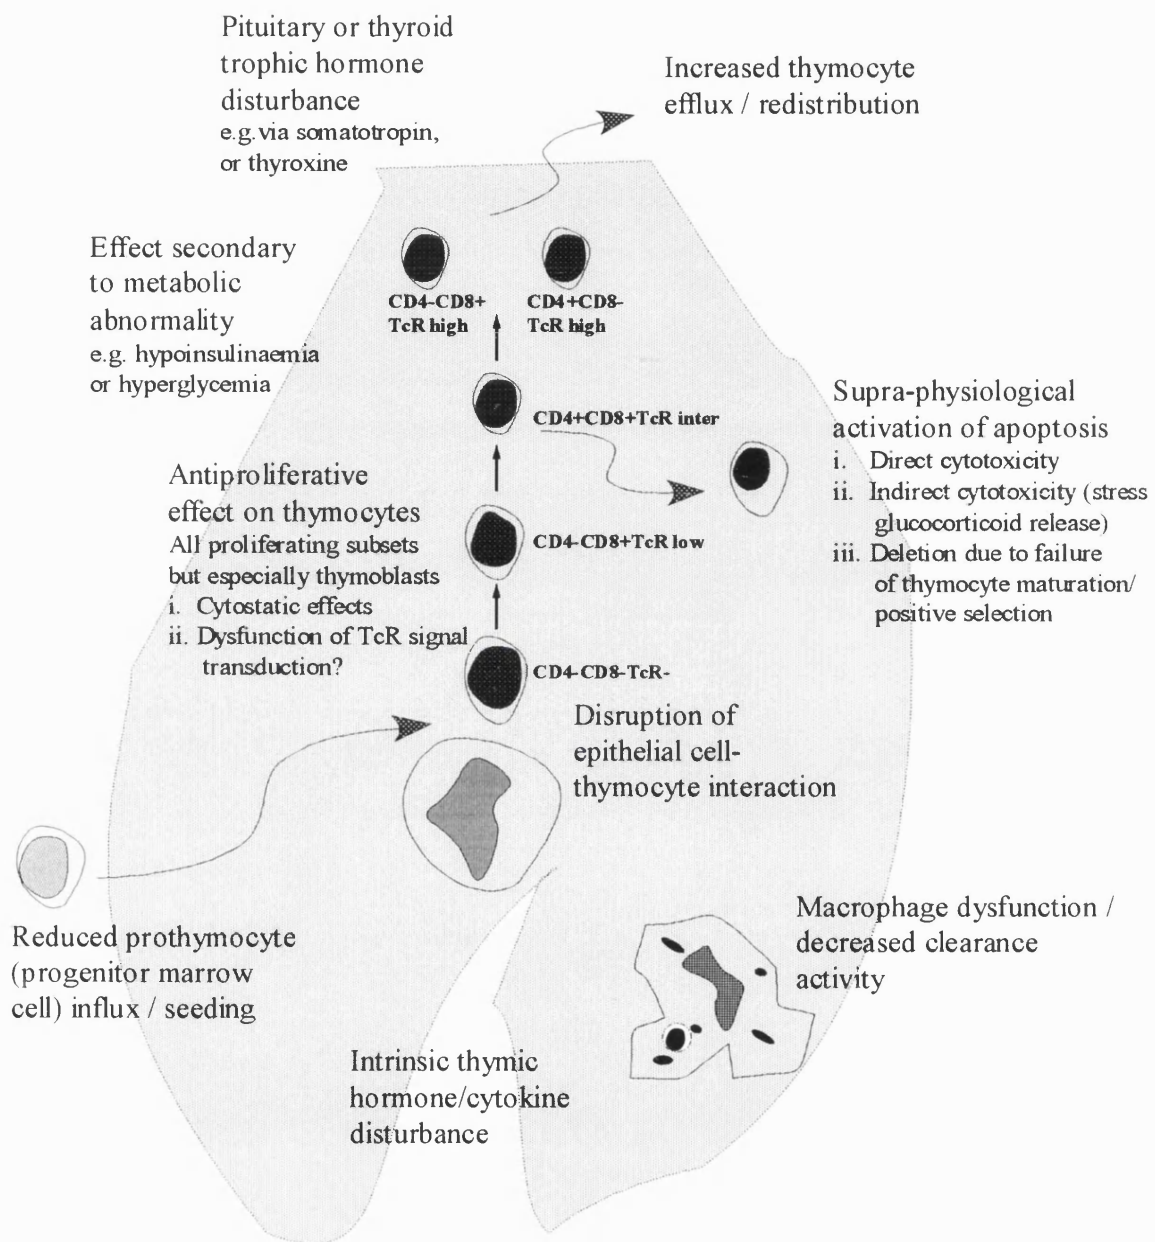 Pituitary or thyroid
trophic hormone
disturbance
e.g.via somatotropin,
or thyroxine
Increased thymocyte
efflux / redistribution
Effect secondary
to metabolic
abnormality
e.g. hypoinsulinaemia
or hyperglycemia
CD4-CD8+
TcR high
CD4+CD8-
TcR high
CD4+CD8+TcR inter
Supra-physiological
activation of apoptosis
i. Direct cytotoxicity
ii. Indirect cytotoxicity (stress
glucocorticoid release)
iii. Deletion due to failure
of thymocyte maturation/
positive selection
Antiproliferative
effect on thymocytes
All proliferating subsets
but especially thymoblasts
i. Cytostatic effects
ii. Dysfunction of TcR signal
transduction?
CD4-CD8+TcR low
CD4-CD8-TcR-
Disruption of
epithelial cell-
thymocyte interaction
Reduced prothymocyte
(progenitor marrow
cell) influx / seeding
Macrophage dysfunction /
decreased clearance
activity
Intrinsic thymic
hormone/cytokine
disturbance